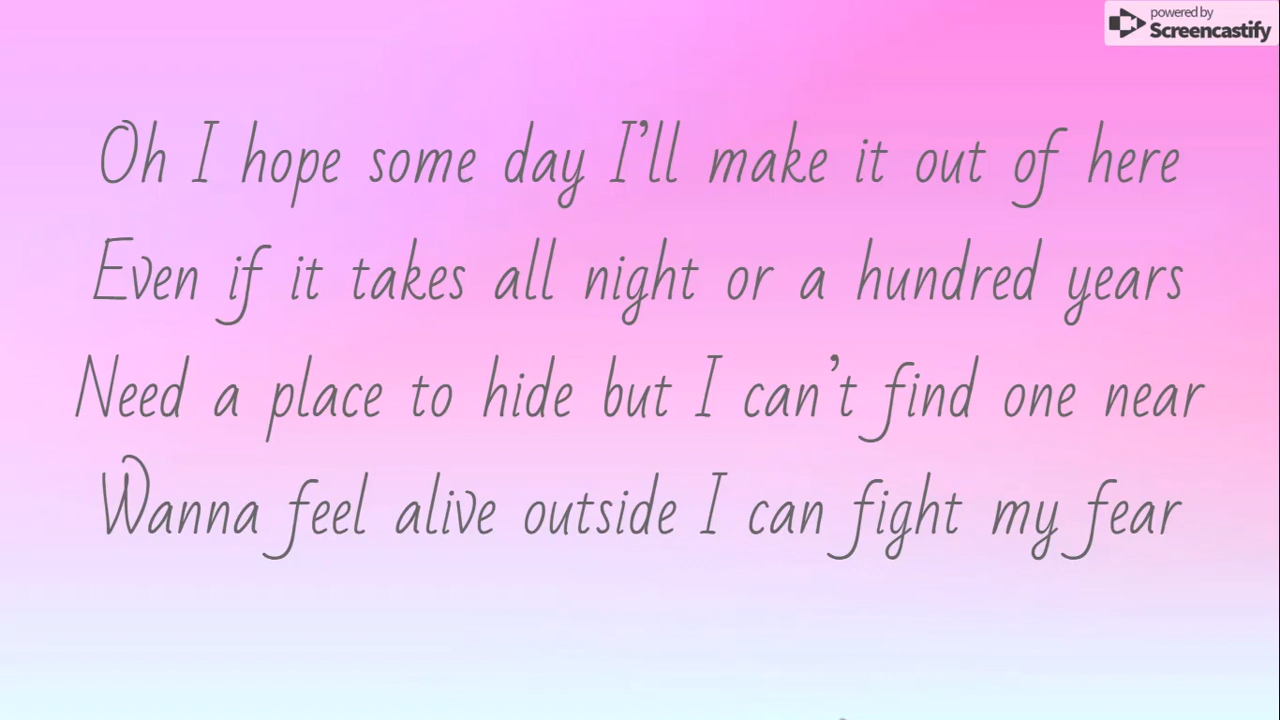 powered by
Screencastify
Oh I hope some day I'll make it out of here
Even if it takes all night or a hundred years
Need a place to hide but I can't find one near
Wanna feel alive outside I can fight my fear